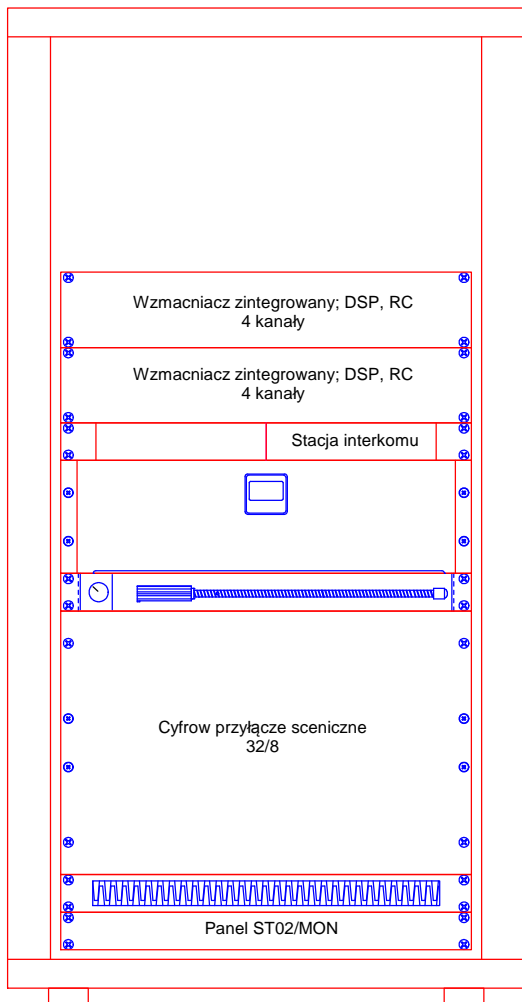 Wzmacniacz zintegrowany; DSP, RC
4 kanały
Wzmacniacz zintegrowany; DSP, RC
4 kanały
Stacja interkomu
Cyfrow przyłącze sceniczne
32/8
Panel ST02/MON